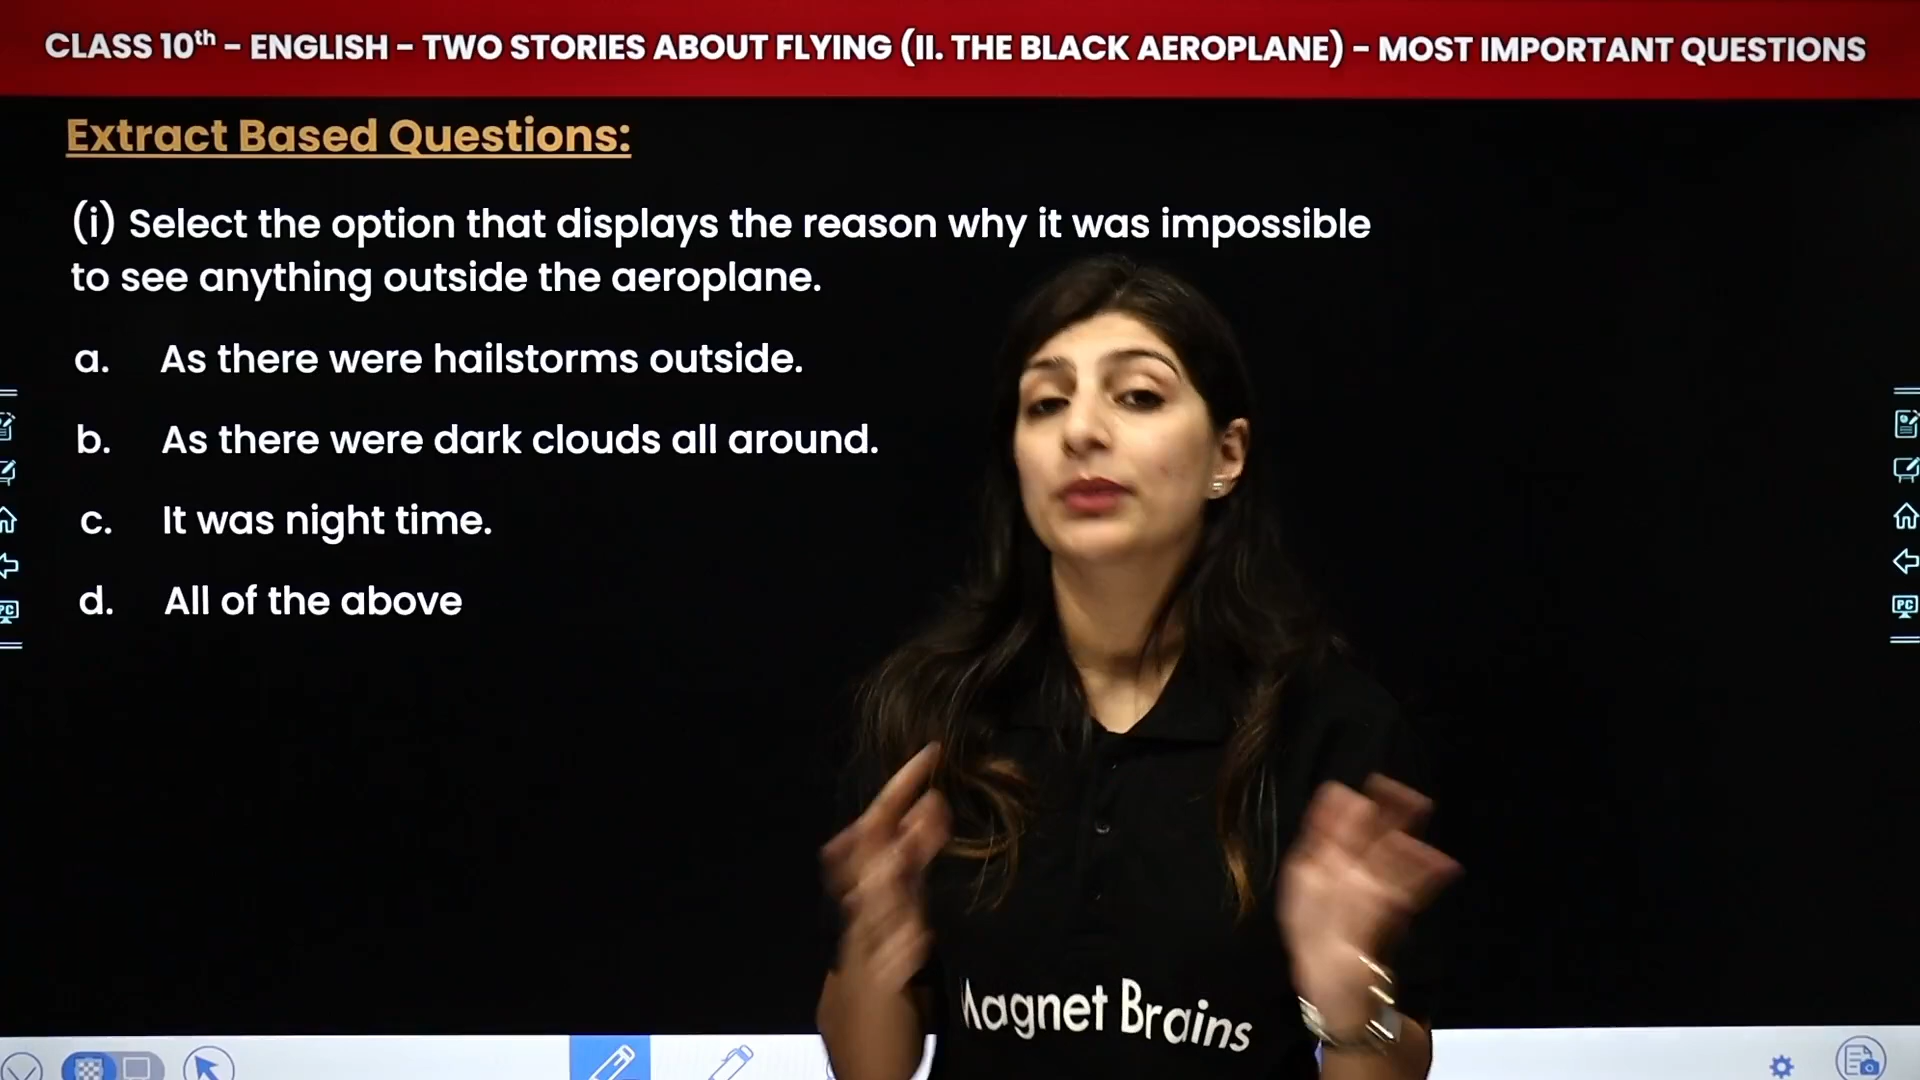 CLASS 10th - ENGLISH - TWO STORIES ABOUT FLYING (II. THE BLACK AEROPLANE) - MOST IMPORTANT QUESTIONS
Extract Based Questions:
(i) Select the option that displays the reason why it was impossible
to see anything outside the aeroplane.
a. As there were hailstorms outside.
b. As there were dark clouds all around.
c. It was night time.
d. All of the above
PC
PC
Magnet Brains